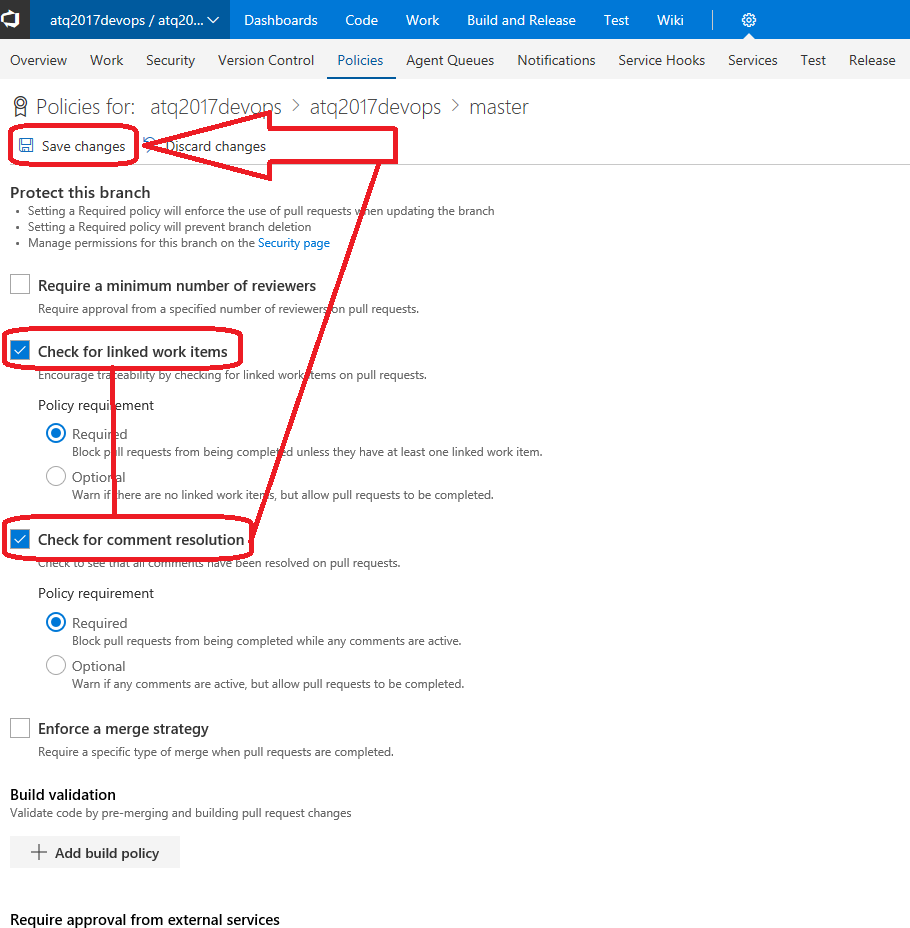 atq2017devops / atq20... Dashboards Code Work Build and Release Test Wiki
Overview Work Security Version Control Policies Agent Queues Notifications Service Hooks Services Test Release
Policies for: atq2017devops > atq2017devops > master
Save changes Discard changes
Protect this branch
• Setting a Required policy will enforce the use of pull requests when updating the branch
• Setting a Required policy will prevent branch deletion
• Manage permissions for this branch on the Security page
Require a minimum number of reviewers
Require approval from a specified number of reviewers on pull requests.
Check for linked work items
Encourage traceability by checking for linked work items on pull requests.
Policy requirement
Required
Block pull requests from being completed unless they have at least one linked work item.
Optional
Warn if there are no linked work items, but allow pull requests to be completed.
Check for comment resolution
Check to see that all comments have been resolved on pull requests.
Policy requirement
Required
Block pull requests from being completed while any comments are active.
Optional
Warn if any comments are active, but allow pull requests to be completed.
Enforce a merge strategy
Require a specific type of merge when pull requests are completed.
Build validation
Validate code by pre-merging and building pull request changes
+ Add build policy
Require approval from external services